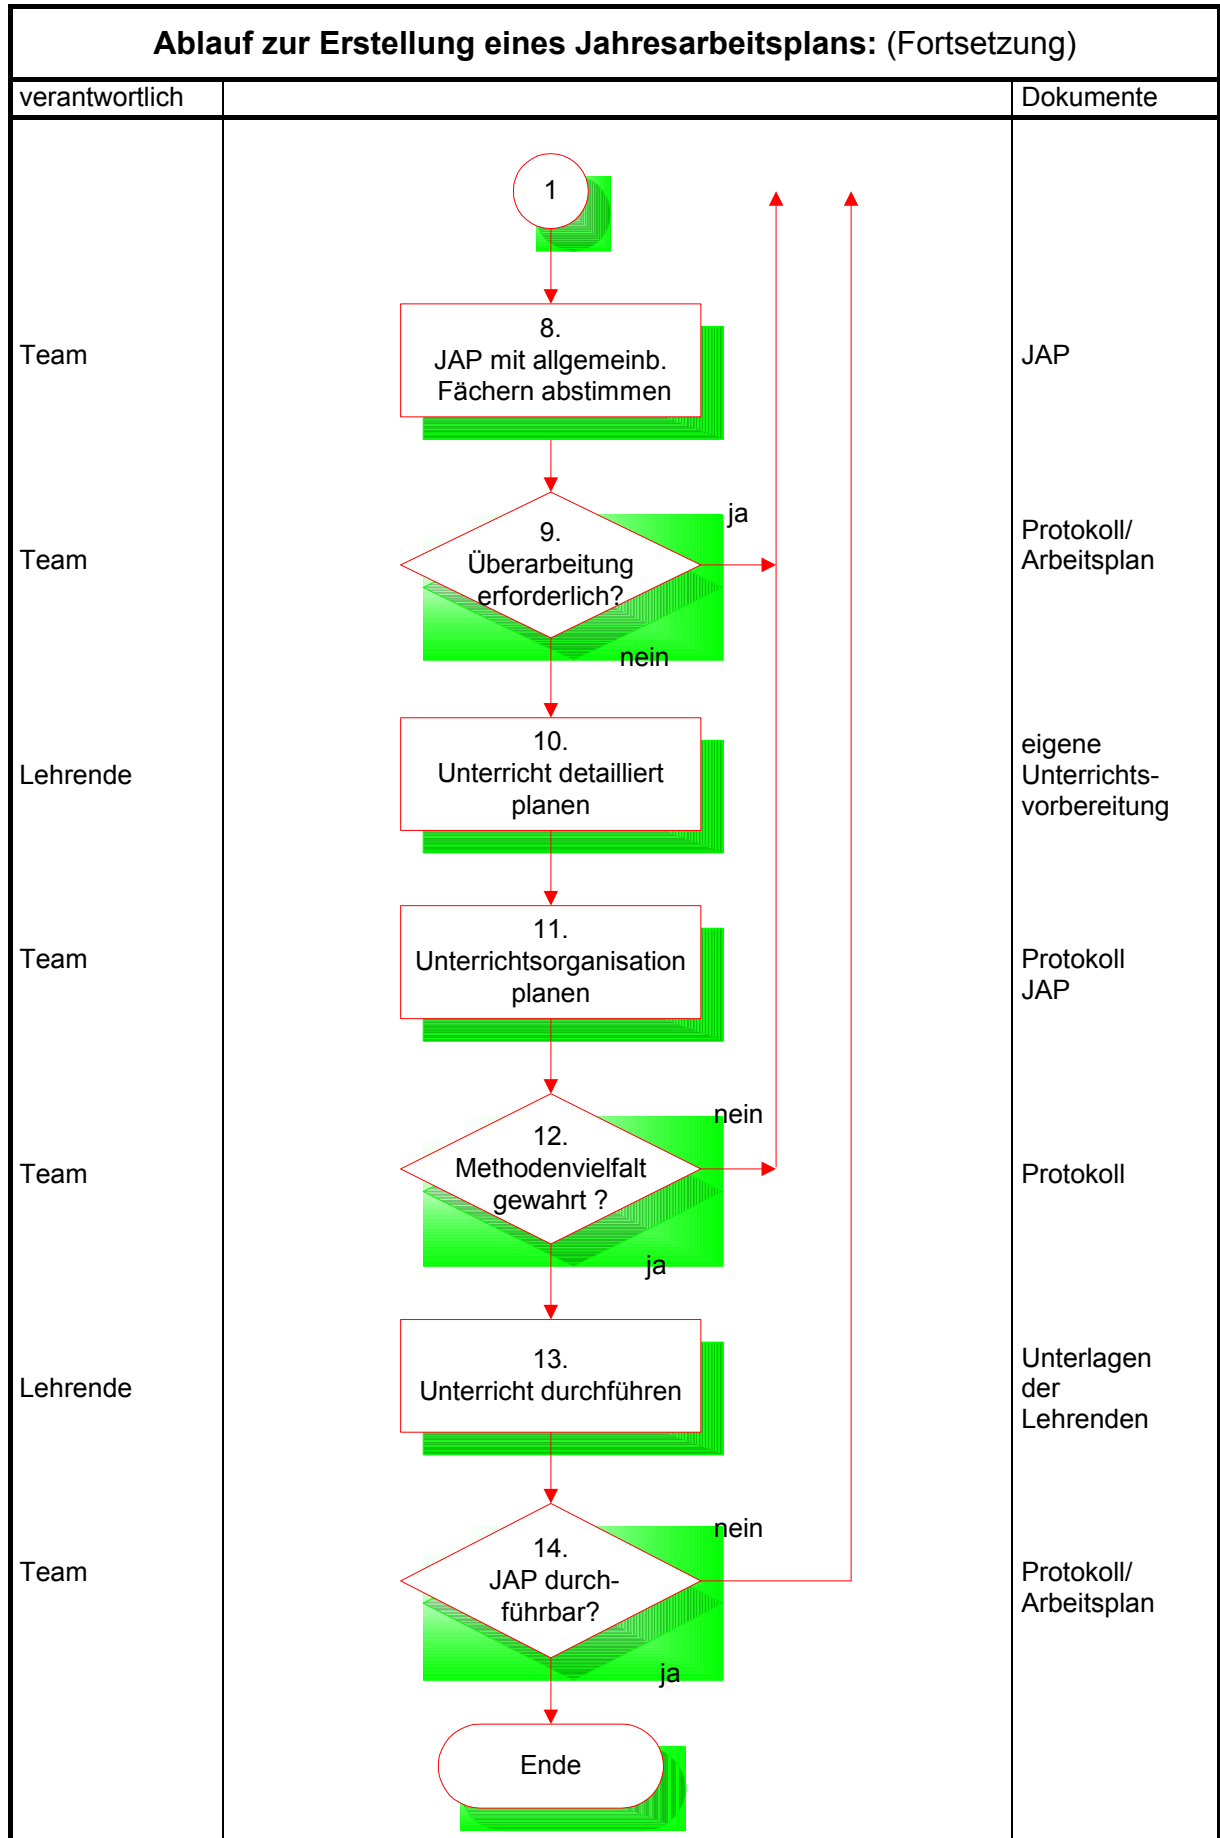 Ablauf zur Erstellung eines Jahresarbeitsplans: (Fortsetzung)
verantwortlich
Dokumente
1
Team
8.
JAP mit allgemeinb.
Fächern abstimmen
JAP
Team
9.
Überarbeitung
erforderlich?
ja
nein
Protokoll/
Arbeitsplan
Lehrende
10.
Unterricht detailliert
planen
eigene
Unterrichts-
vorbereitung
Team
11.
Unterrichtsorganisation
planen
Protokoll
JAP
Team
12.
Methodenvielfalt
gewahrt ?
nein
ja
Protokoll
Lehrende
13.
Unterricht durchführen
Unterlagen
der
Lehrenden
Team
14.
JAP durch-
führbar?
nein
ja
Protokoll/
Arbeitsplan
Ende